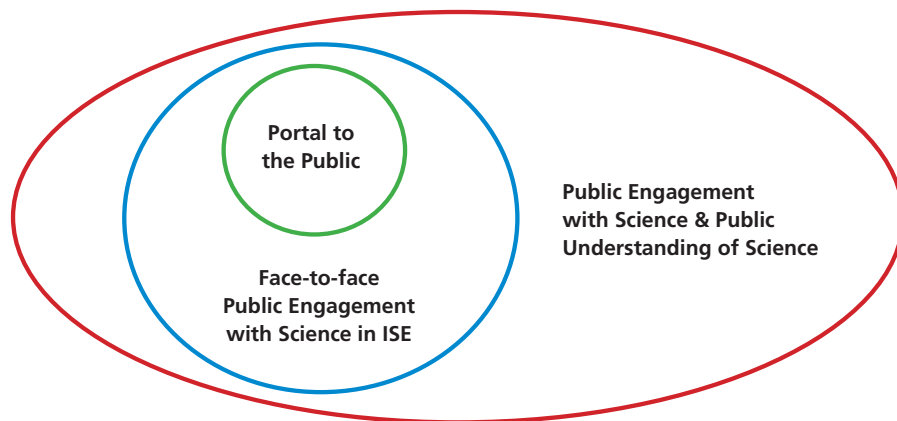 Portal to
the Public
Public Engagement
with Science & Public
Understanding of Science
Face-to-face
Public Engagement
with Science in ISE